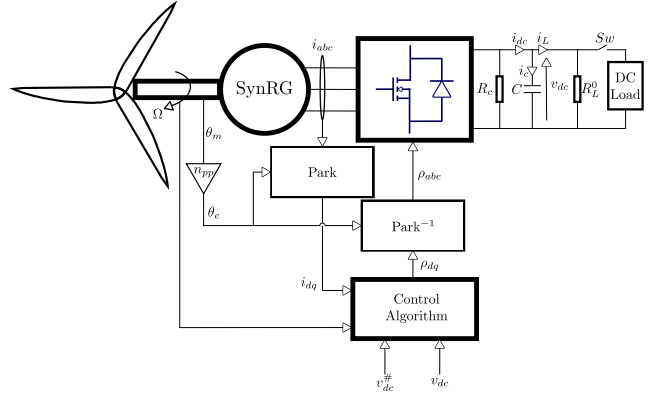 i_abc
i_dc
i_L
Sw
SynRG
R_c
i_c
C
v_dc
R_L^0
DC
Load
Ω
θ_m
n_pp
Park
ρ_abc
θ_e
Park⁻¹
ρ_dq
i_dq
Control
Algorithm
v_dc^#
v_dc